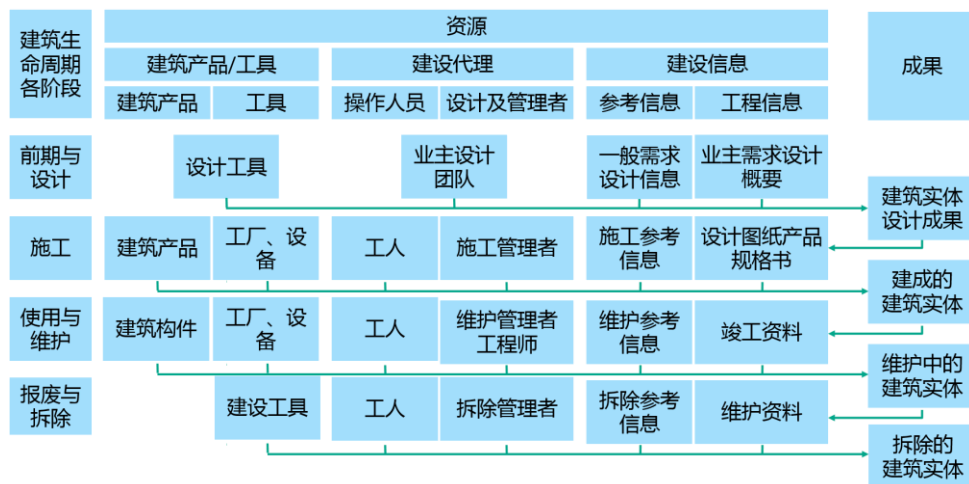 建筑生
命周期
各阶段
资源
成果
建筑产品/工具
建设代理
建设信息
建筑产品
工具
操作人员
设计及管理者
参考信息
工程信息
前期与
设计
设计工具
业主设计
团队
一般需求
设计信息
业主需求设计
概要
建筑实体
设计成果
施工
建筑产品
工厂、设
备
工人
施工管理者
施工参考
信息
设计图纸产品
规格书
建成的
建筑实体
使用与
维护
建筑构件
工厂、设
备
工人
维护管理者
工程师
维护参考
信息
竣工资料
维护中的
建筑实体
报废与
拆除
建设工具
工人
拆除管理者
拆除参考
信息
维护资料
拆除的
建筑实体